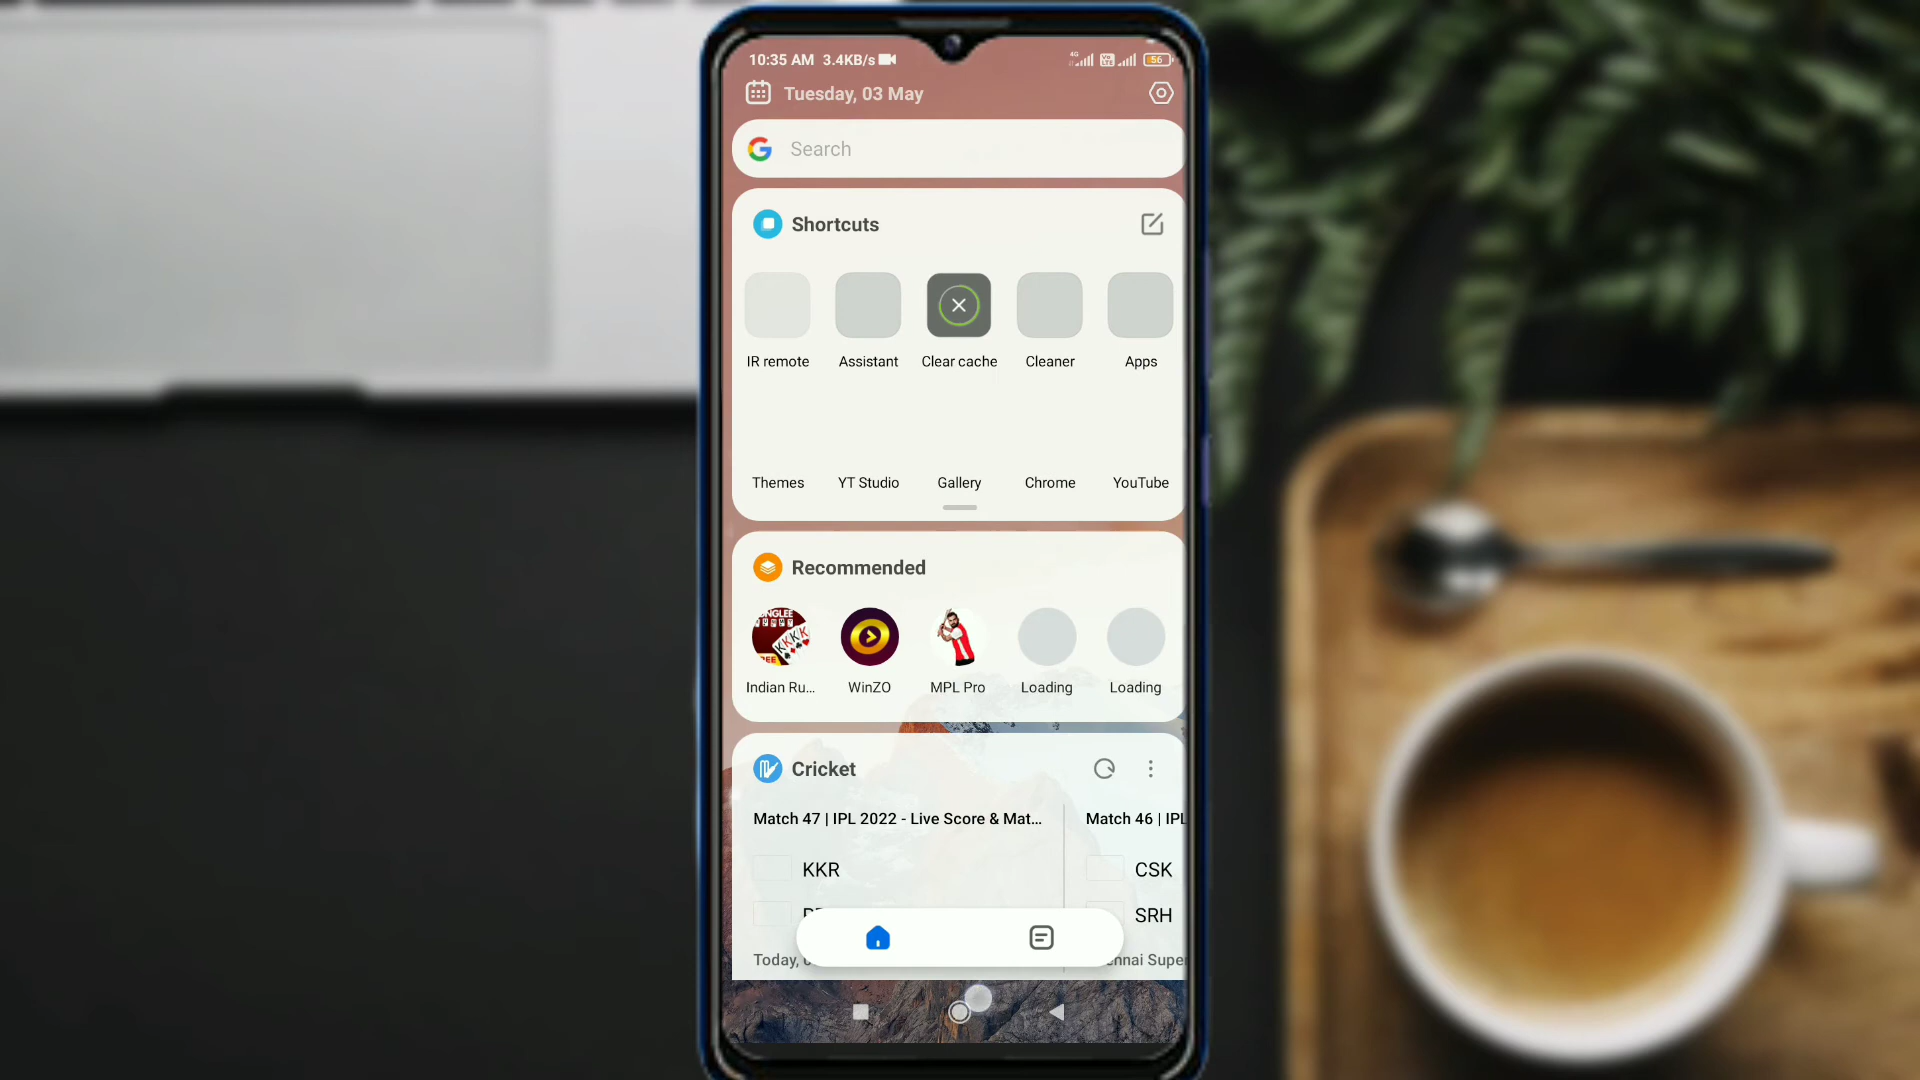 10:35 AM 3.4KB/s 4G 56
Tuesday, 03 May
Search
Shortcuts
IR remote Assistant Clear cache Cleaner Apps
Themes YT Studio Gallery Chrome YouTube
Recommended
Indian Ru... WinZO MPL Pro Loading Loading
Cricket
Match 47 | IPL 2022 - Live Score & Mat... Match 46 | IPL
KKR CSK
SRH
Today, Super